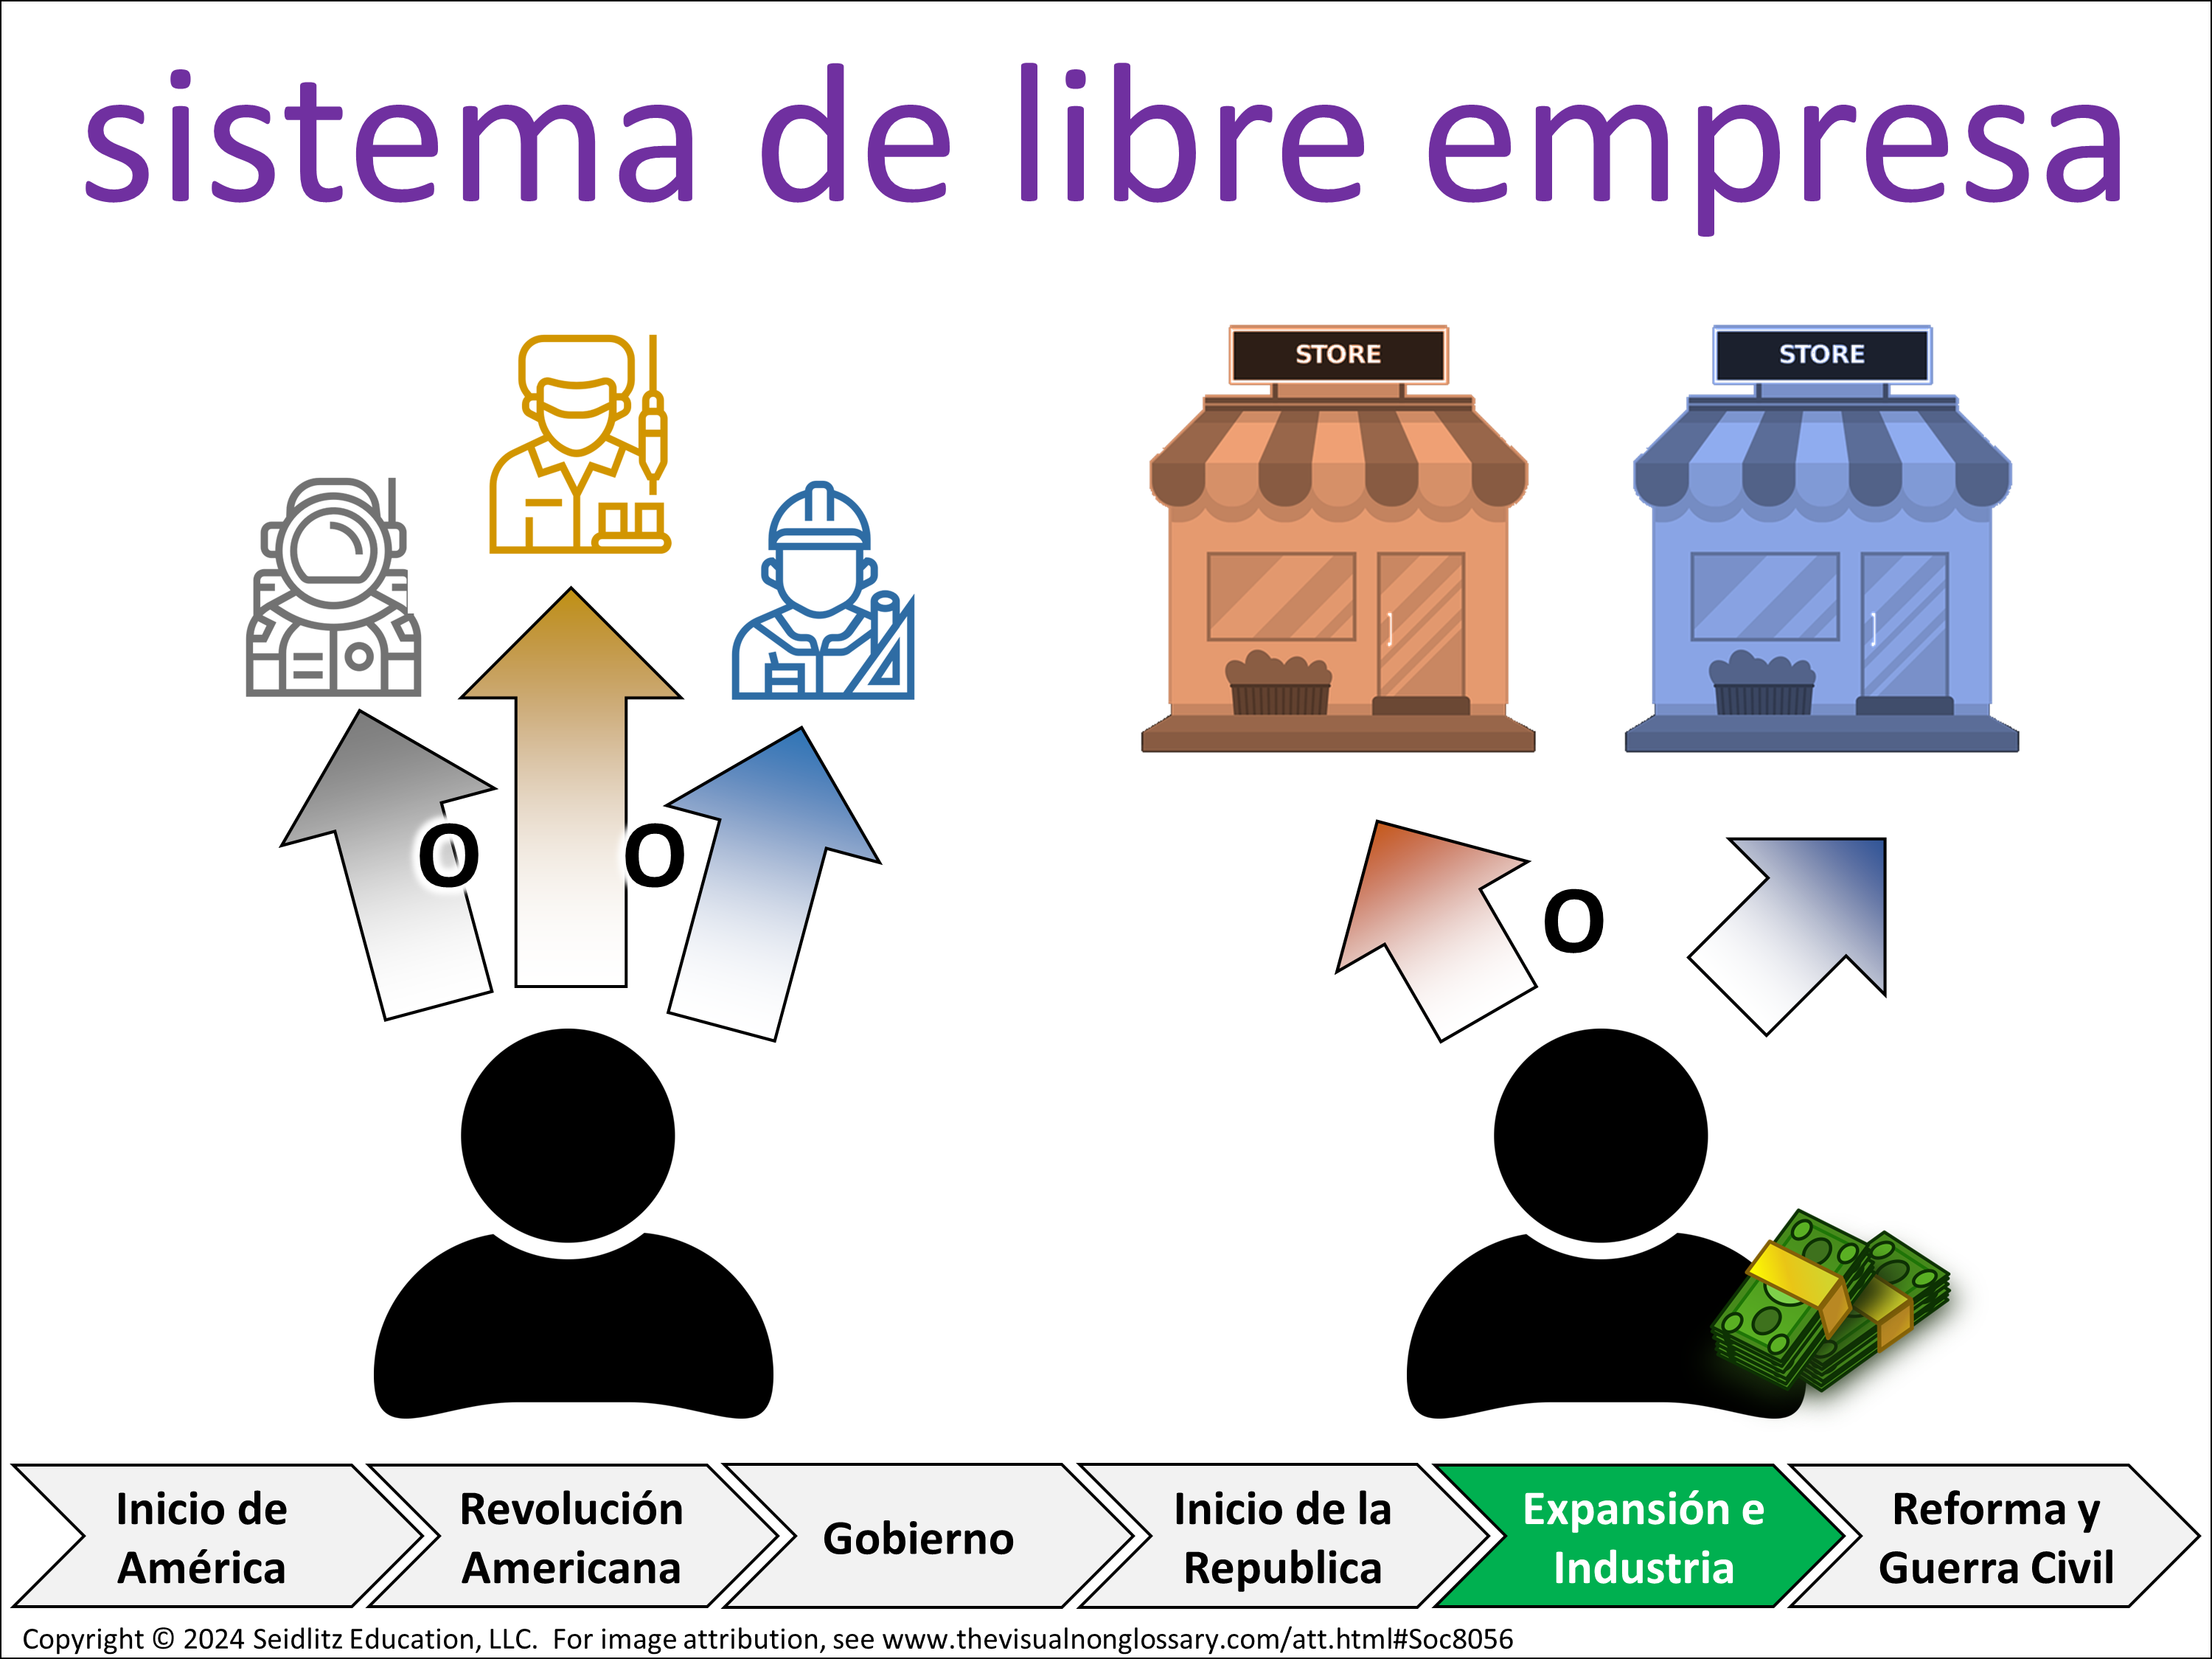 sistema de libre empresa
STORE
STORE
o
o
o
Inicio de
América
Revolución
Americana
Gobierno
Inicio de la
Republica
Expansión e
Industria
Reforma y
Guerra Civil
Copyright © 2024 Seidlitz Education, LLC.  For image attribution, see www.thevisualnonglossary.com/att.html#Soc8056